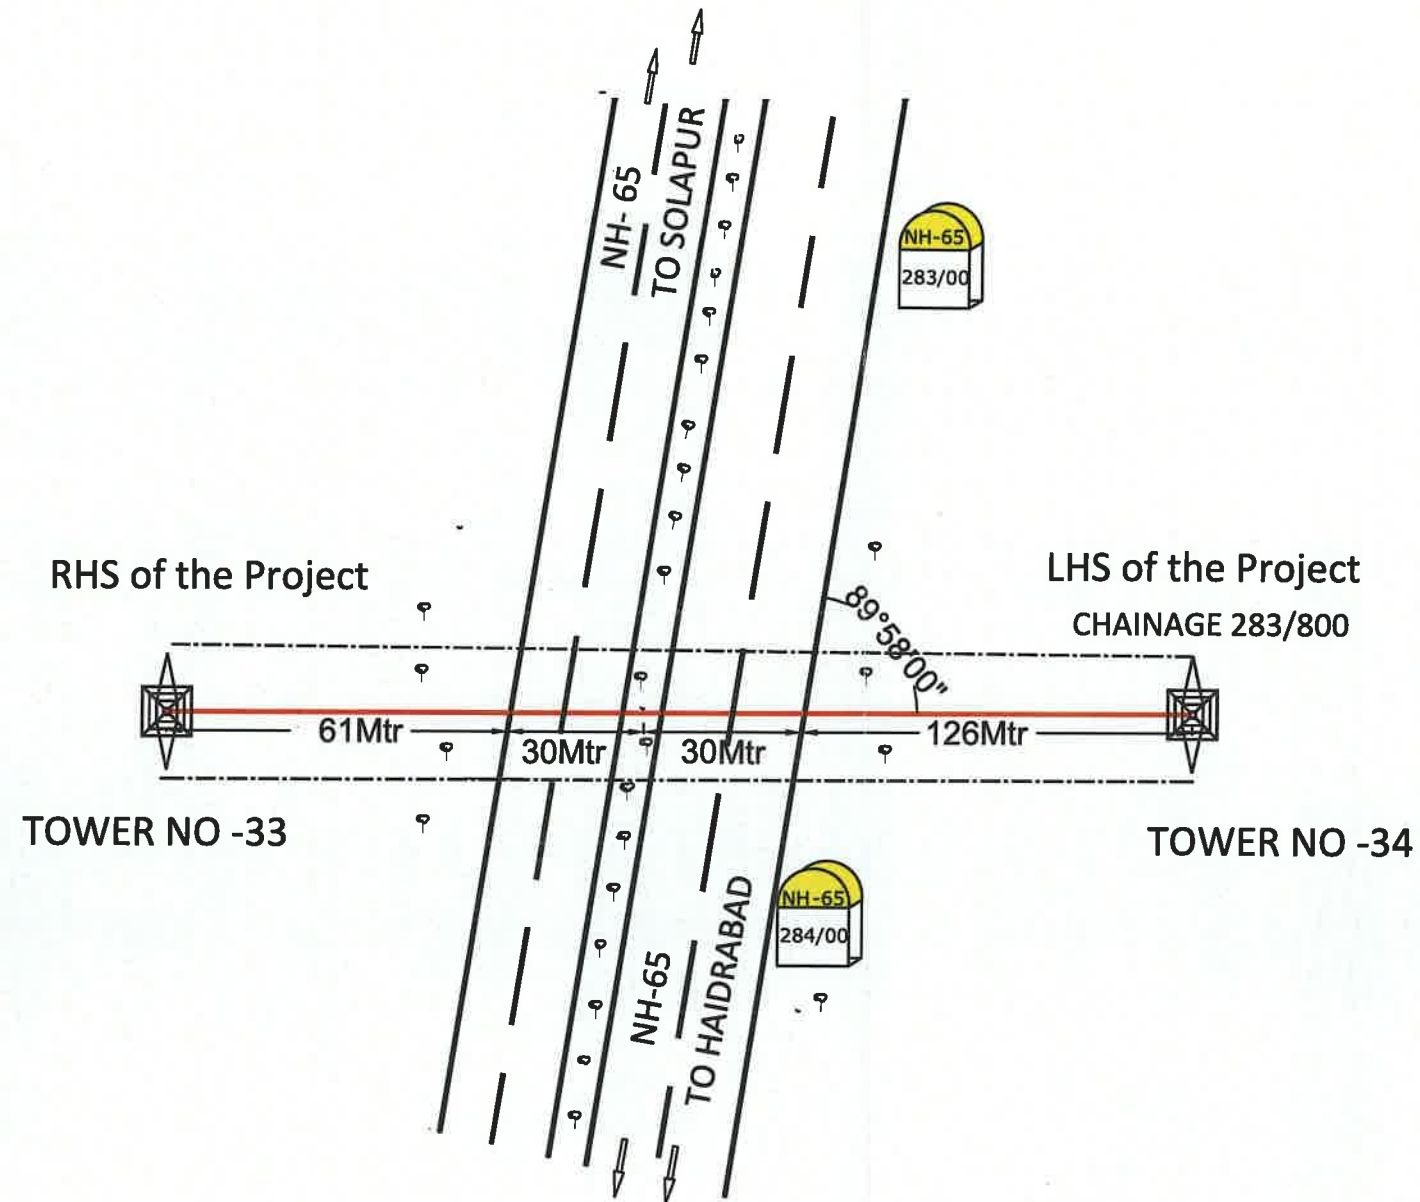 NH- 65
TO SOLAPUR
NH-65
283/00
RHS of the Project
LHS of the Project
CHAINAGE 283/800
89°58'00"
61Mtr
30Mtr
30Mtr
126Mtr
TOWER NO -33
TOWER NO -34
NH-65
284/00
NH-65
TO HAIDRABAD